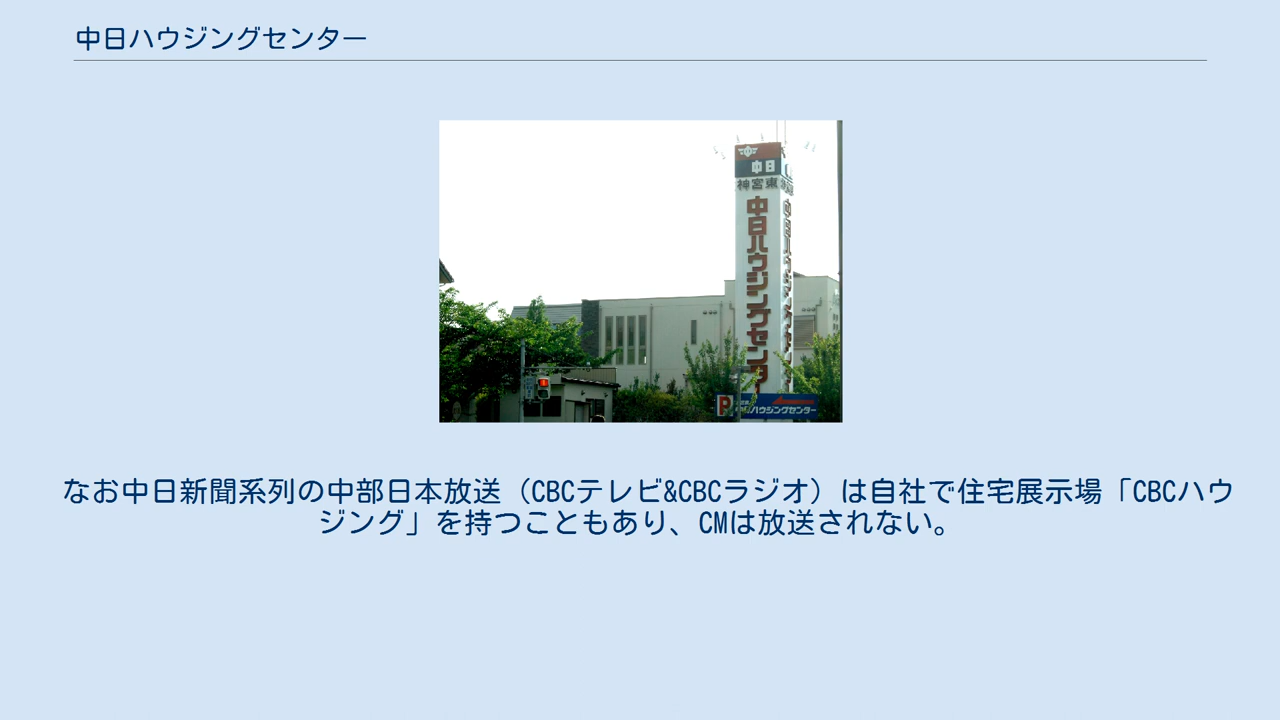 中日ハウジングセンター
中日
神宮東
中日ハウジングセンター
P
中日ハウジングセンター
なお中日新聞系列の中部日本放送（CBCテレビ&CBCラジオ）は自社で住宅展示場「CBCハウ
ジング」を持つこともあり、CMは放送されない。